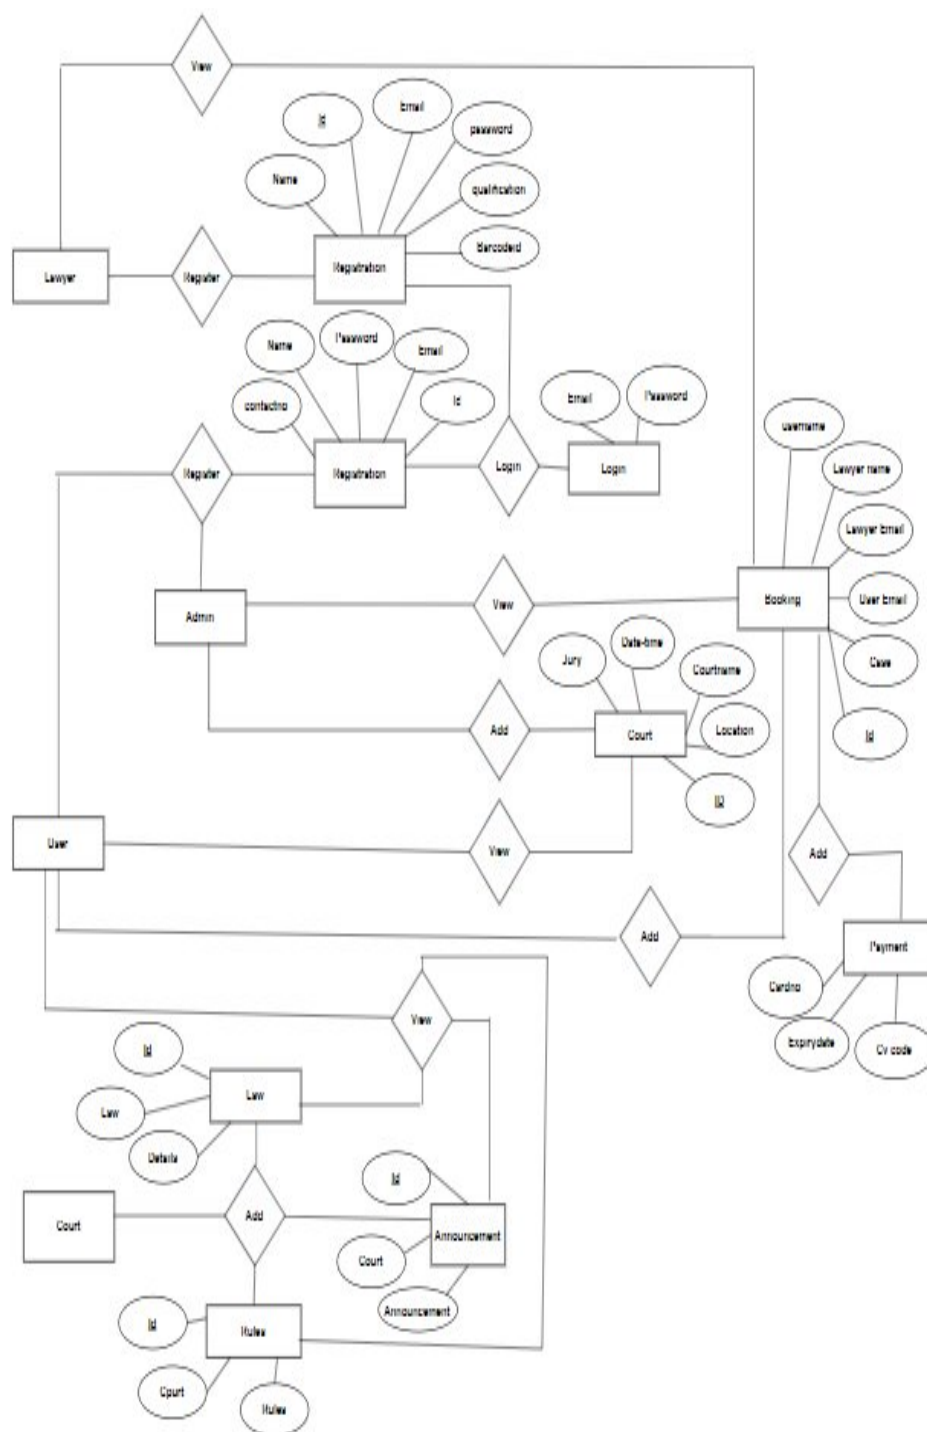 View
Email
Id
password
Name
qualification
Barcodeid
Lawyer
Register
Registration
Name
Password
Email
contactno
Id
Email
Password
Register
Registration
Login
Login
username
Lawyer name
Lawyer Email
User Email
Case
Id
Booking
Admin
View
Jury
Date-time
Courtname
Location
ID
Add
Court
User
View
Add
Add
Payment
Cardno
Expirydate
Cv code
View
Id
Law
Law
Details
Id
Court
Add
Announcement
Court
Announcement
Id
Rules
Cpurt
Rules